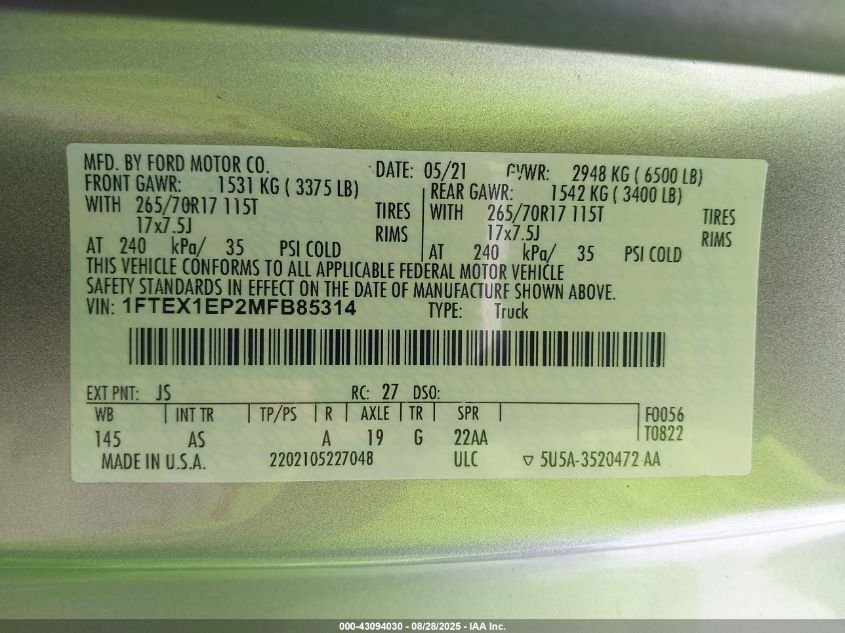 MFD. BY FORD MOTOR CO. DATE: 05/21 GVWR: 2948 KG ( 6500 LB)
FRONT GAWR: 1531 KG ( 3375 LB) REAR GAWR: 1542 KG ( 3400 LB)
WITH 265/70R17 115T TIRES WITH 265/70R17 115T TIRES
17x7.5J RIMS 17x7.5J RIMS
AT 240 kPa/ 35 PSI COLD AT 240 kPa/ 35 PSI COLD
THIS VEHICLE CONFORMS TO ALL APPLICABLE FEDERAL MOTOR VEHICLE
SAFETY STANDARDS IN EFFECT ON THE DATE OF MANUFACTURE SHOWN ABOVE.
VIN: 1FTEX1EP2MFB85314 TYPE: Truck
EXT PNT: JS RC: 27 DSO:
WB INT TR TP/PS R AXLE TR SPR F0056
145 AS A 19 G 22AA T0822
MADE IN U.S.A. 2202105227048 ULC ▽ 5U5A-3520472 AA
000-43094030 - 08/28/2025 - IAA Inc.